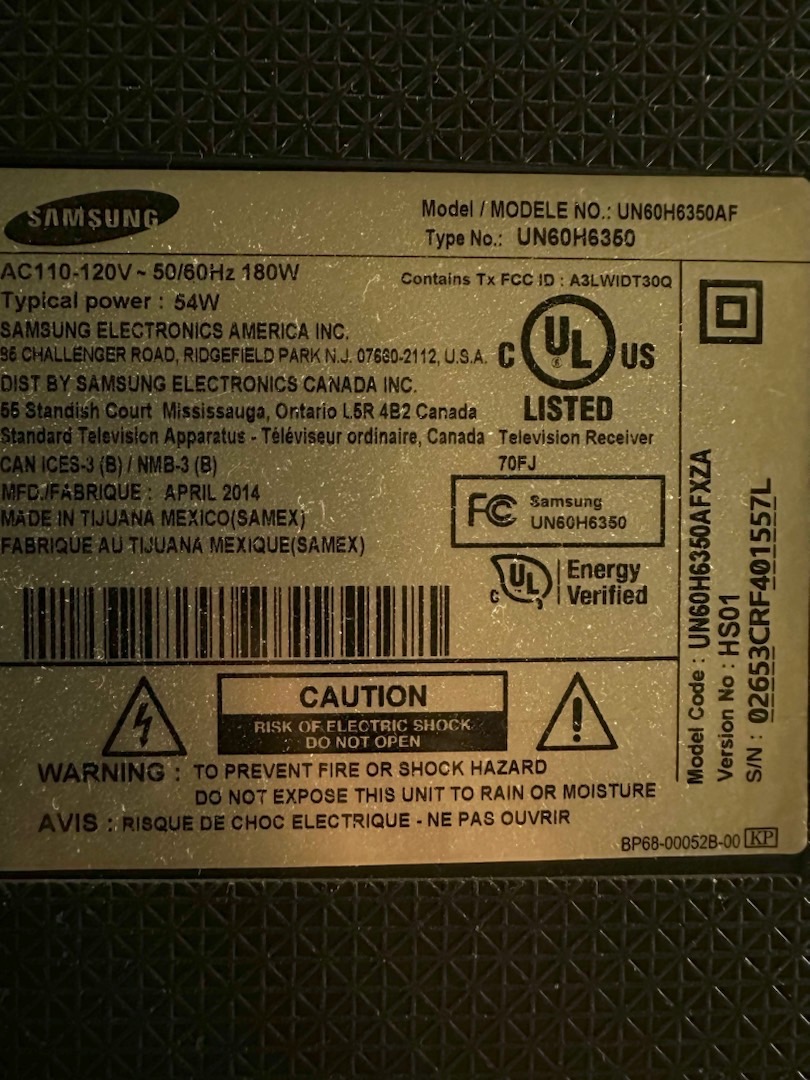 SAMSUNG
Model / MODELE NO.: UN60H6350AF
Type No.: UN60H6350
AC110-120V ~ 50/60Hz 180W
Typical power : 54W
Contains Tx FCC ID : A3LWIDT30Q
SAMSUNG ELECTRONICS AMERICA INC.
85 CHALLENGER ROAD, RIDGEFIELD PARK N.J. 07660-2112, U.S.A.
DIST BY SAMSUNG ELECTRONICS CANADA INC.
55 Standish Court Mississauga, Ontario L5R 4B2 Canada
Standard Television Apparatus - Téléviseur ordinaire, Canada
CAN ICES-3 (B) / NMB-3 (B)
MFD./FABRIQUE : APRIL 2014
MADE IN TIJUANA MEXICO(SAMEX)
FABRIQUE AU TIJUANA MEXIQUE(SAMEX)
C UL US
LISTED
Television Receiver
70FJ
FC Samsung
UN60H6350
C UL Energy
Verified
Model Code : UN60H6350AFXZA
Version No : HS01
S/N : 02653CRF401557L
CAUTION
RISK OF ELECTRIC SHOCK
DO NOT OPEN
WARNING : TO PREVENT FIRE OR SHOCK HAZARD
DO NOT EXPOSE THIS UNIT TO RAIN OR MOISTURE
AVIS : RISQUE DE CHOC ELECTRIQUE - NE PAS OUVRIR
BP68-00052B-00 KP